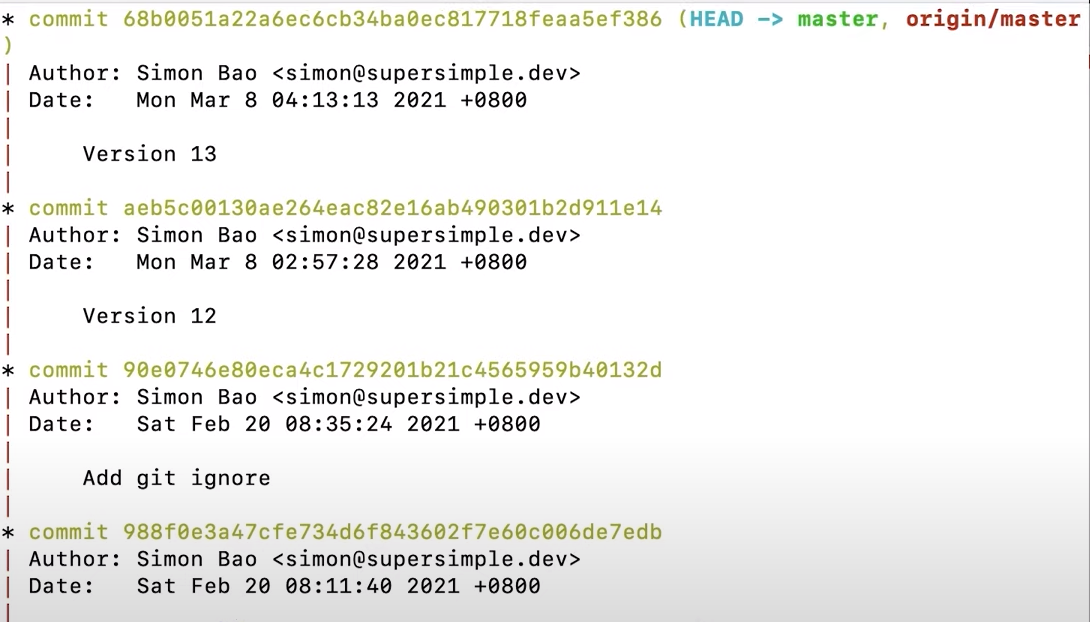 * commit 68b0051a22a6ec6cb34ba0ec817718feaa5ef386 (HEAD -> master, origin/master
)
| Author: Simon Bao <simon@supersimple.dev>
| Date:   Mon Mar 8 04:13:13 2021 +0800
|
|     Version 13
|
* commit aeb5c00130ae264eac82e16ab490301b2d911e14
| Author: Simon Bao <simon@supersimple.dev>
| Date:   Mon Mar 8 02:57:28 2021 +0800
|
|     Version 12
|
* commit 90e0746e80eca4c1729201b21c4565959b40132d
| Author: Simon Bao <simon@supersimple.dev>
| Date:   Sat Feb 20 08:35:24 2021 +0800
|
|     Add git ignore
|
* commit 988f0e3a47cfe734d6f843602f7e60c006de7edb
| Author: Simon Bao <simon@supersimple.dev>
| Date:   Sat Feb 20 08:11:40 2021 +0800
|